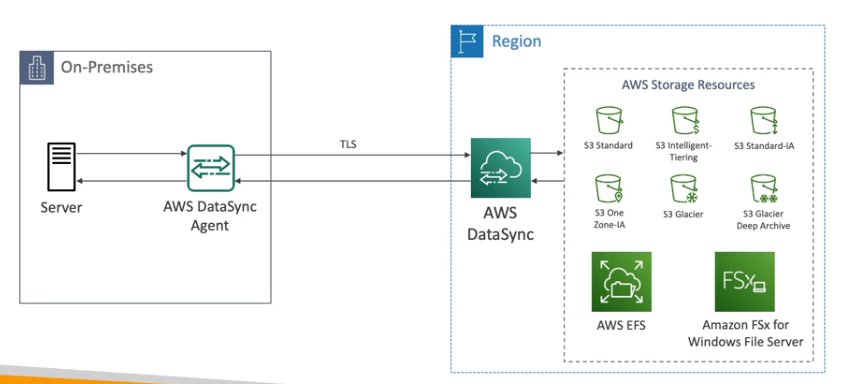 On-Premises
Server
AWS DataSync
Agent
TLS
Region
AWS
DataSync
AWS Storage Resources
S3 Standard
S3 Intelligent-
Tiering
S3 Standard-IA
S3 One
Zone-IA
S3 Glacier
S3 Glacier
Deep Archive
AWS EFS
FSx
Amazon FSx for
Windows File Server